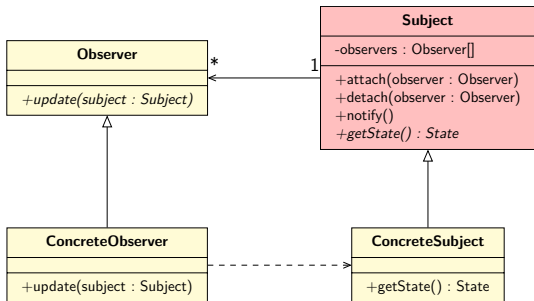 Observer
+update(subject : Subject)
*
1
Subject
-observers : Observer[]
+attach(observer : Observer)
+detach(observer : Observer)
+notify()
+getState() : State
ConcreteObserver
+update(subject : Subject)
ConcreteSubject
+getState() : State